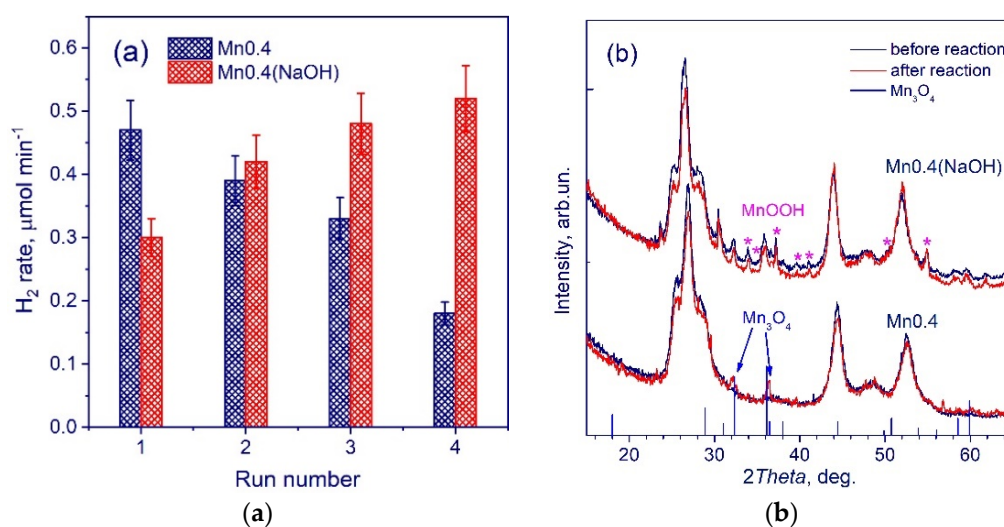 (a)
Mn0.4
Mn0.4(NaOH)
H₂ rate, µmol min⁻¹
0.6
0.5
0.4
0.3
0.2
0.1
0.0
1 2 3 4
Run number
(a)
(b)
before reaction
after reaction
Mn₃O₄
Mn0.4(NaOH)
MnOOH
* * * * * * *
Mn₃O₄
Mn0.4
Intensity, arb.un.
20 30 40 50 60
2Theta, deg.
(b)